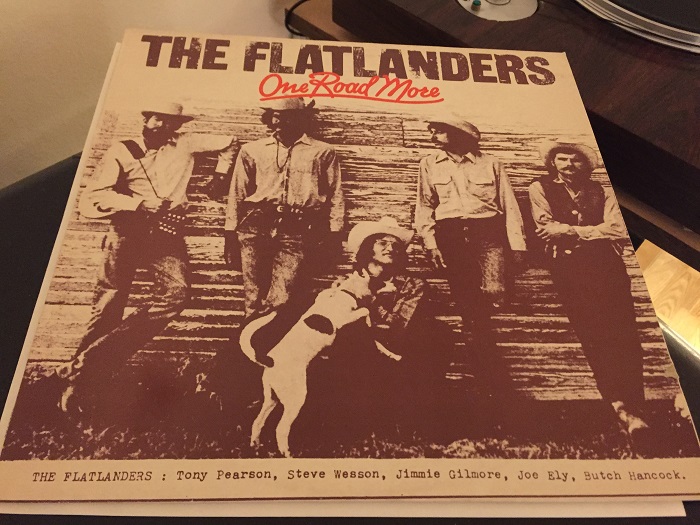 THE FLATLANDERS
One Road More
THE FLATLANDERS : Tony Pearson, Steve Wesson, Jimmie Gilmore, Joe Ely, Butch Hancock.